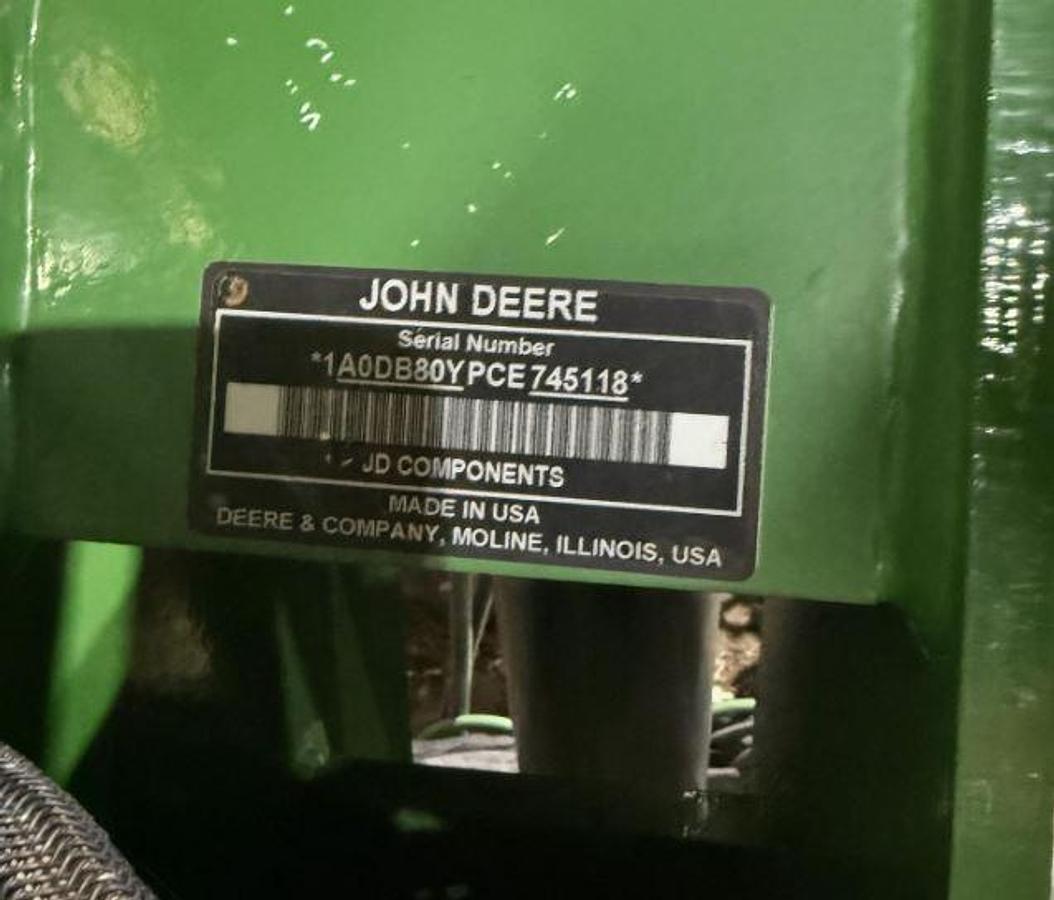 JOHN DEERE
Serial Number
*1A0DB80YPCE745118*
JD COMPONENTS
MADE IN USA
DEERE & COMPANY, MOLINE, ILLINOIS, USA